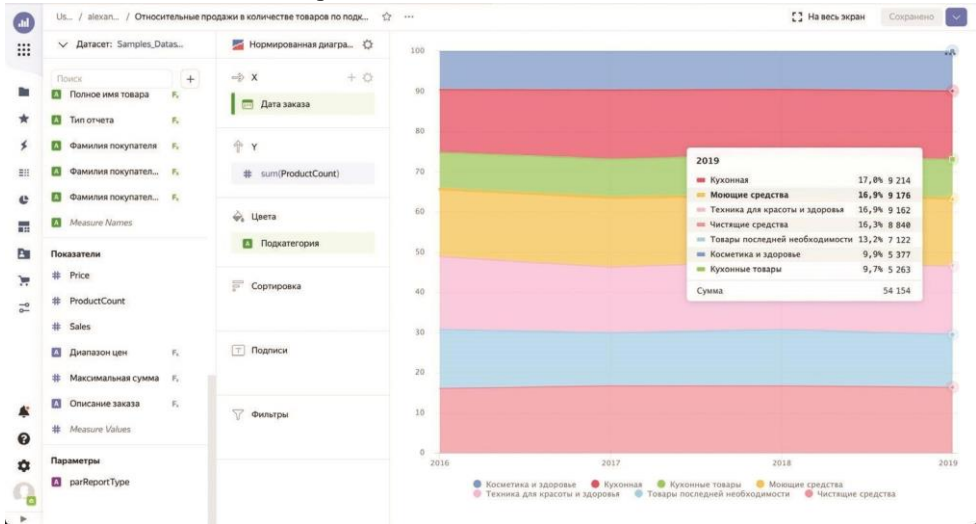 Us... / alexan... / Относительные продажи в количестве товаров по подк... ...
На весь экран
Сохранено
Датасет: Samples_Datas...
Поиск
+
Полное имя товара
Тип отчета
Фамилия покупателя
Фамилия покупател...
Фамилия покупател...
Measure Names
Показатели
# Price
# ProductCount
# Sales
Диапазон цен
# Максимальная сумма
Описание заказа
# Measure Values
Параметры
parReportType
Нормированная диагра...
X
+
Дата заказа
Y
# sum(ProductCount)
Цвета
Подкатегория
Сортировка
Подписи
Фильтры
100
90
80
70
60
50
40
30
20
10
0
2016 2017 2018 2019
2019
Кухонная 17,0% 9 214
Моющие средства 16,9% 9 176
Техника для красоты и здоровья 16,9% 9 162
Чистящие средства 16,3% 8 840
Товары последней необходимости 13,2% 7 122
Косметика и здоровье 9,9% 5 377
Кухонные товары 9,7% 5 263
Сумма 54 154
Косметика и здоровье Кухонная Кухонные товары Моющие средства
Техника для красоты и здоровья Товары последней необходимости Чистящие средства